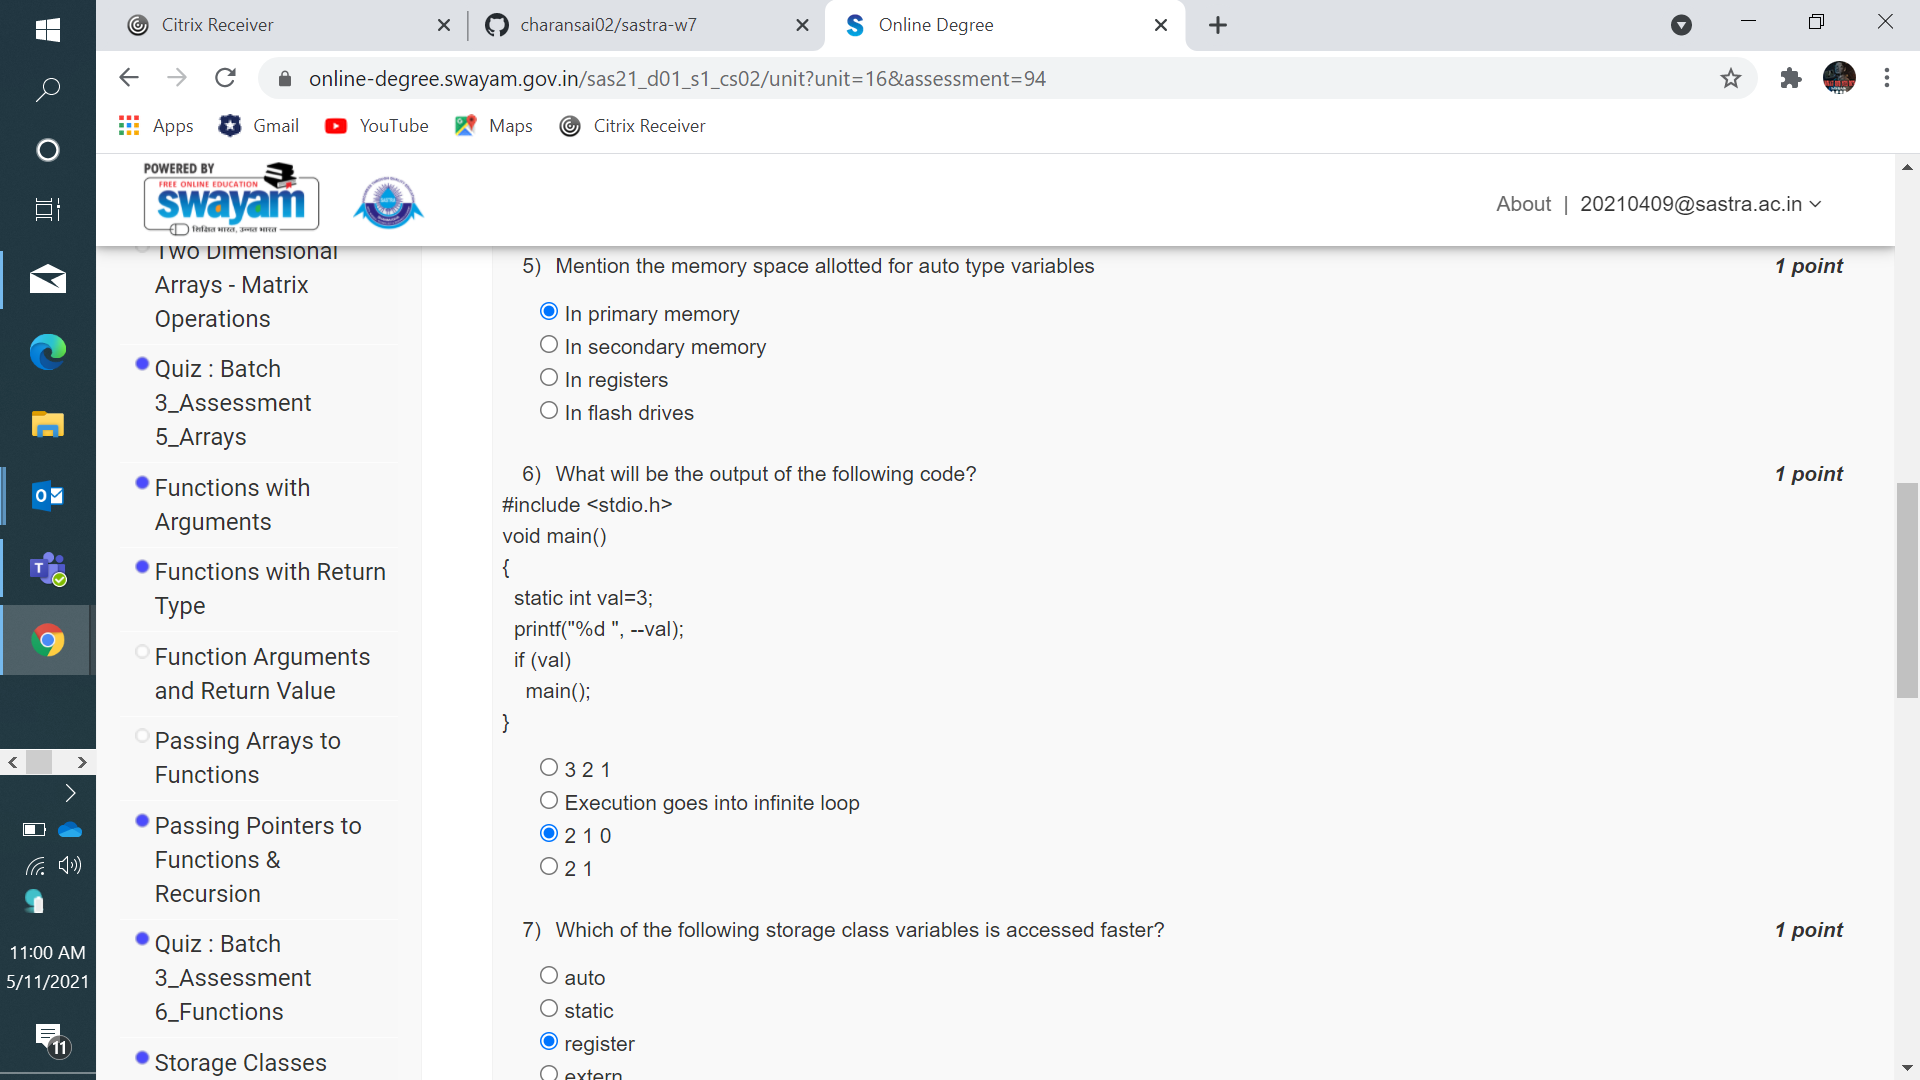 Citrix Receiver
charansai02/sastra-w7
Online Degree
online-degree.swayam.gov.in/sas21_d01_s1_cs02/unit?unit=16&assessment=94
Apps
Gmail
YouTube
Maps
Citrix Receiver
POWERED BY
FREE ONLINE EDUCATION
swayam
शिक्षित भारत, उन्नत भारत
About | 20210409@sastra.ac.in
Two Dimensional
Arrays - Matrix
Operations
Quiz : Batch
3_Assessment
5_Arrays
Functions with
Arguments
Functions with Return
Type
Function Arguments
and Return Value
Passing Arrays to
Functions
Passing Pointers to
Functions &
Recursion
Quiz : Batch
3_Assessment
6_Functions
Storage Classes
5) Mention the memory space allotted for auto type variables
1 point
In primary memory
In secondary memory
In registers
In flash drives
6) What will be the output of the following code?
1 point
#include <stdio.h>
void main()
{
static int val=3;
printf("%d ", --val);
if (val)
main();
}
3 2 1
Execution goes into infinite loop
2 1 0
2 1
7) Which of the following storage class variables is accessed faster?
1 point
auto
static
register
extern
11:00 AM
5/11/2021
11